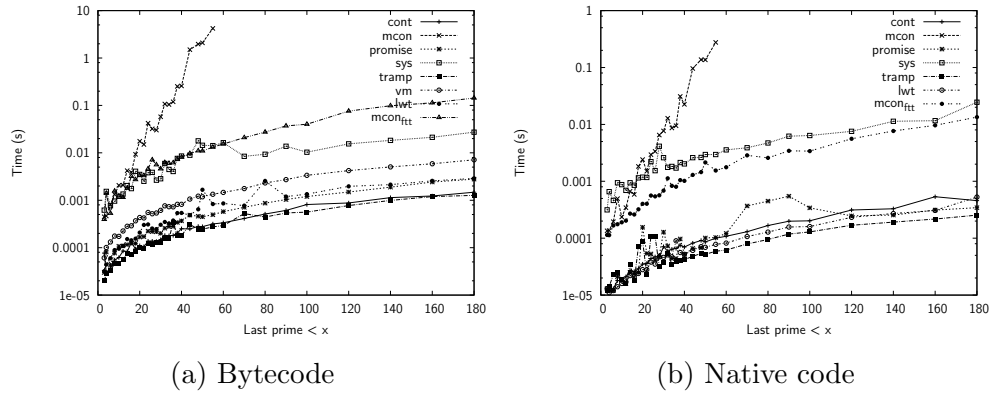 10
1
0.1
0.01
0.001
0.0001
1e-05
Time (s)
0 20 40 60 80 100 120 140 160 180
Last prime < x
cont
mcon
promise
sys
tramp
vm
lwt
mcon_ftt
(a) Bytecode
1
0.1
0.01
0.001
0.0001
1e-05
Time (s)
0 20 40 60 80 100 120 140 160 180
Last prime < x
cont
mcon
promise
sys
tramp
lwt
mcon_ftt
(b) Native code